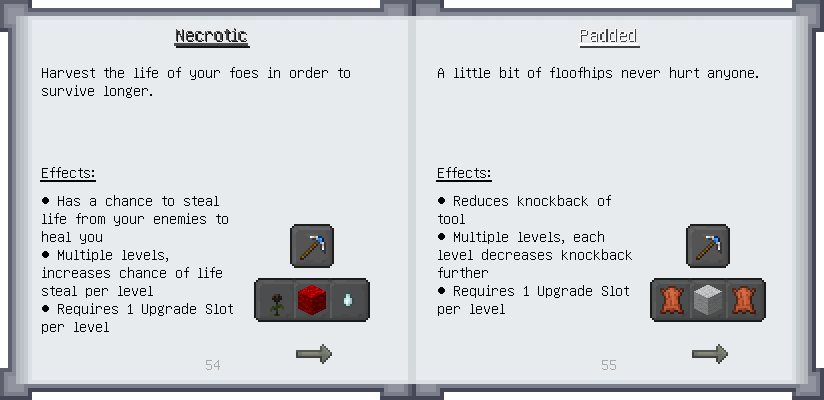 Necrotic
Harvest the life of your foes in order to
survive longer.
Effects:
● Has a chance to steal
life from your enemies to
heal you
● Multiple levels,
increases chance of life
steal per level
● Requires 1 Upgrade Slot
per level
54
Padded
A little bit of floofhips never hurt anyone.
Effects:
● Reduces knockback of
tool
● Multiple levels, each
level decreases knockback
further
● Requires 1 Upgrade Slot
per level
55